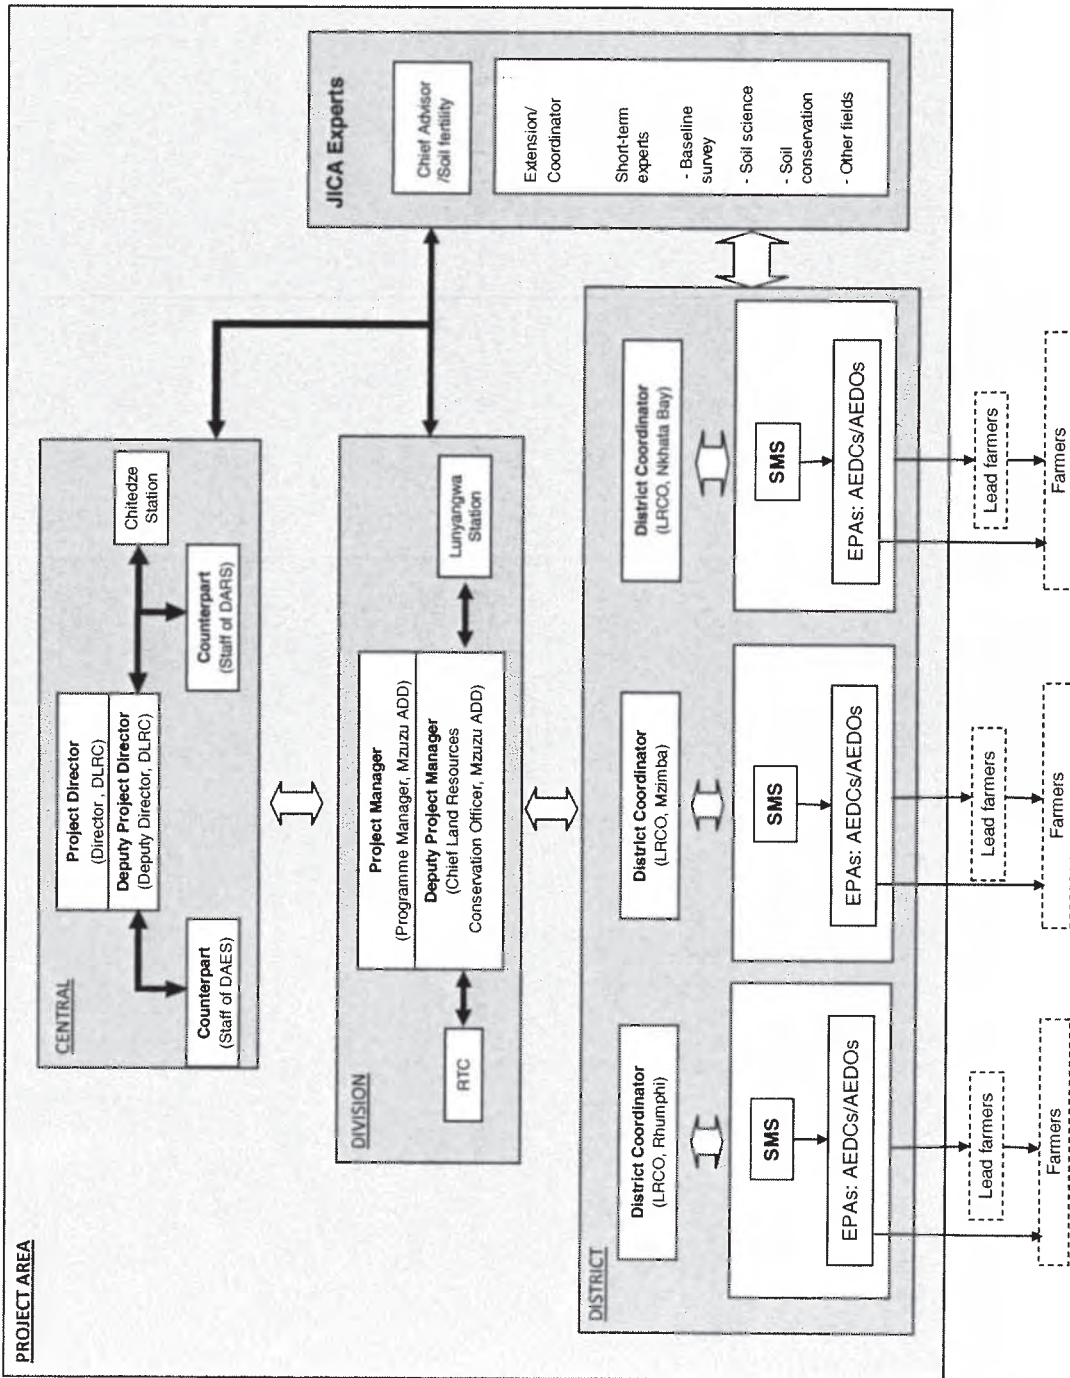 PROJECT AREA
CENTRAL
Project Director
(Director, DLRC)
Deputy Project Director
(Deputy Director, DLRC)
Counterpart
(Staff of DAES)
Counterpart
(Staff of DARS)
Chitedze
Station
DIVISION
Project Manager
(Programme Manager, Mzuzu ADD)
Deputy Project Manager
(Chief Land Resources
Conservation Officer, Mzuzu ADD)
RTC
Lunyangwa
Station
JICA Experts
Chief Advisor
/Soil fertility
Extension/
Coordinator
Short-term
experts
- Baseline
survey
- Soil science
- Soil
conservation
- Other fields
DISTRICT
District Coordinator
(LRCO, Rhumphi)
SMS
EPAs: AEDCs/AEDOs
District Coordinator
(LRCO, Mzimba)
SMS
EPAs: AEDCs/AEDOs
District Coordinator
(LRCO, Nkhata Bay)
SMS
EPAs: AEDCs/AEDOs
Lead farmers
Farmers
Lead farmers
Farmers
Lead farmers
Farmers